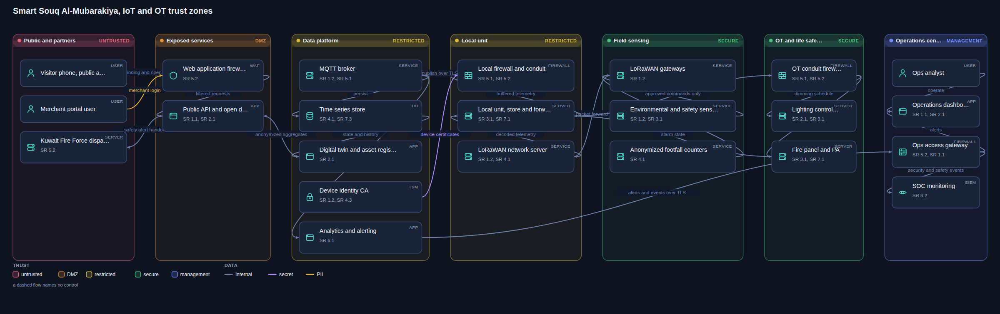 Smart Souq Al-Mubarakiya, IoT and OT trust zones
Public and partners UNTRUSTED
USER
Visitor phone, public a…
USER
Merchant portal user
SERVER
Kuwait Fire Force dispa…
SR 5.2
inding and open
merchant login
safety alert handof
Exposed services DMZ
WAF
Web application firew…
SR 5.2
filtered requests
APP
Public API and open d…
SR 1.1, SR 2.1
anonymized aggregates
Data platform RESTRICTED
SERVICE
MQTT broker
SR 1.2, SR 5.1
persist
DB
Time series store
SR 4.1, SR 7.3
state and history
APP
Digital twin and asset regis…
SR 2.1
HSM
Device identity CA
SR 1.2, SR 4.3
APP
Analytics and alerting
SR 6.1
publish over TLS
device certificates
Local unit RESTRICTED
FIREWALL
Local firewall and conduit
SR 5.1, SR 5.2
buffered telemetry
SERVER
Local unit, store and forw…
SR 3.1, SR 7.1
decoded telemetry
SERVICE
LoRaWAN network server
SR 1.2, SR 4.1
packet forward
Field sensing SECURE
SERVICE
LoRaWAN gateways
SR 1.2
approved commands only
SERVICE
Environmental and safety sens…
SR 1.2, SR 3.1
alarm state
SERVICE
Anonymized footfall counters
SR 4.1
alerts and events over TLS
OT and life safe… SECURE
FIREWALL
OT conduit firew…
SR 5.1, SR 5.2
dimming schedule
SERVER
Lighting control…
SR 2.1, SR 3.1
SERVER
Fire panel and PA
SR 3.1, SR 7.1
Operations cen… MANAGEMENT
USER
Ops analyst
operate
APP
Operations dashbo…
SR 1.1, SR 2.1
alerts
FIREWALL
Ops access gateway
SR 5.2, SR 1.1
security and safety events
SIEM
SOC monitoring
SR 6.2
TRUST DATA
untrusted DMZ restricted secure management internal secret PII
a dashed flow names no control